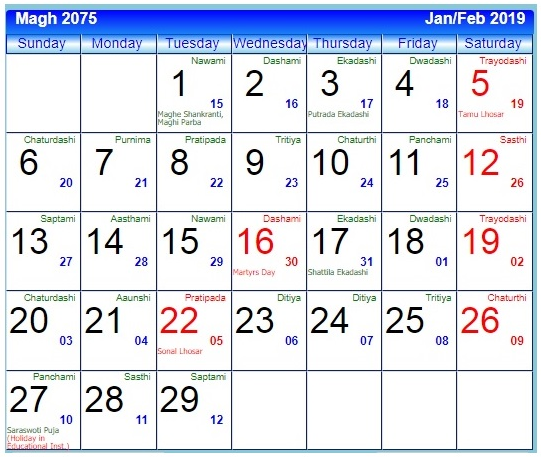 Magh 2075 Jan/Feb 2019
Sunday Monday Tuesday Wednesday Thursday Friday Saturday
Nawami Dashami Ekadashi Dwadashi Trayodashi
1 2 3 4 5
15 16 17 18 19
Maghe Shankranti, Putrada Ekadashi Tamu Lhosar
Maghi Parba
Chaturdashi Purnima Pratipada Tritiya Chaturthi Panchami Sasthi
6 7 8 9 10 11 12
20 21 22 23 24 25 26
Saptami Aasthami Nawami Dashami Ekadashi Dwadashi Trayodashi
13 14 15 16 17 18 19
27 28 29 30 31 01 02
Martyrs Day Shattila Ekadashi
Chaturdashi Aaunshi Pratipada Ditiya Ditiya Tritiya Chaturthi
20 21 22 23 24 25 26
03 04 05 06 07 08 09
Sonal Lhosar
Panchami Sasthi Saptami
27 28 29
10 11 12
Saraswoti Puja
(Holiday in
Educational Inst.)